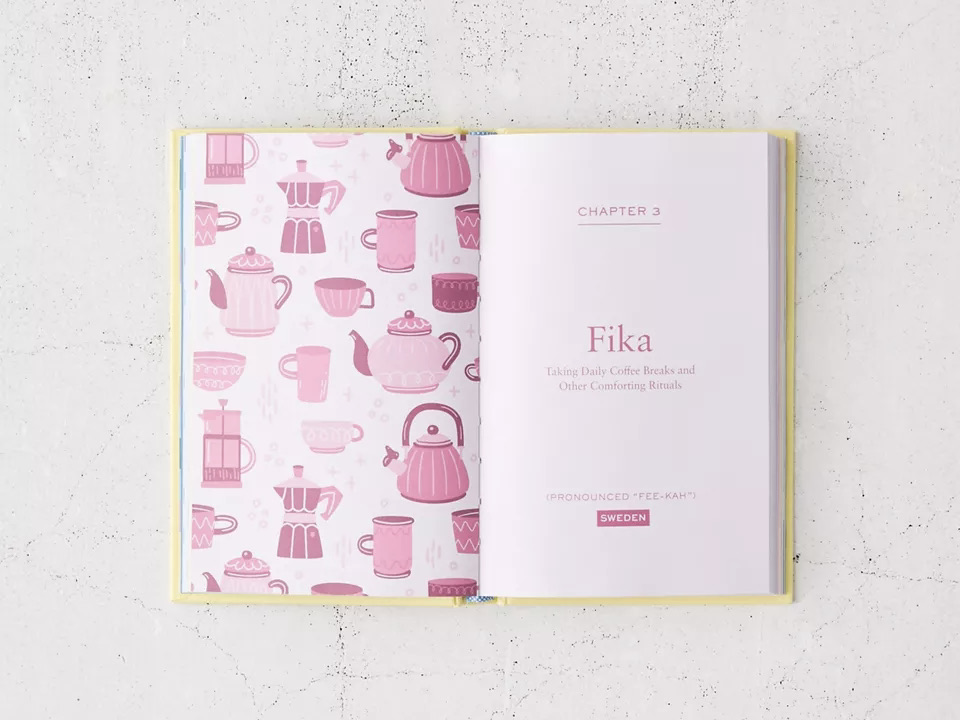 CHAPTER 3
Fika
Taking Daily Coffee Breaks and
Other Comforting Rituals
(PRONOUNCED “FEE-KAH”)
SWEDEN